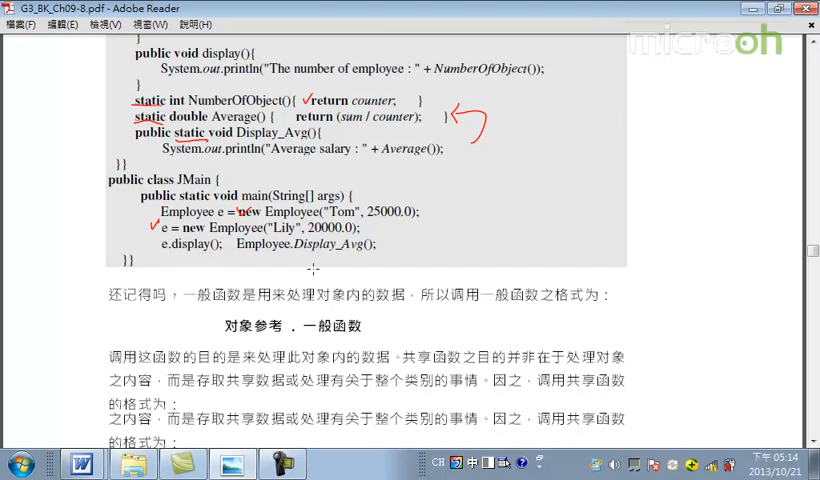 G3_BK_Ch09-8.pdf - Adobe Reader
檔案(F) 編輯(E) 檢視(V) 視窗(W) 說明(H)
microoh
}
public void display(){
System.out.println("The number of employee : " + NumberOfObject());
}
static int NumberOfObject(){ return counter; }
static double Average() { return (sum / counter); }
public static void Display_Avg(){
System.out.println("Average salary : " + Average());
}}
public class JMain {
public static void main(String[] args) {
Employee e = new Employee("Tom", 25000.0);
e = new Employee("Lily", 20000.0);
e.display(); Employee.Display_Avg();
}}
还记得吗，一般函数是用来处理对象内的数据，所以调用一般函数之格式为：
对象参考 . 一般函数
调用这函数的目的是来处理此对象内的数据。共享函数之目的并非在于处理对象
之内容，而是存取共享数据或处理有关于整个类别的事情。因之，调用共享函数
的格式为：
之内容，而是存取共享数据或处理有关于整个类别的事情。因之，调用共享函数
的格式为：
CH 中
下午 05:14
2013/10/21